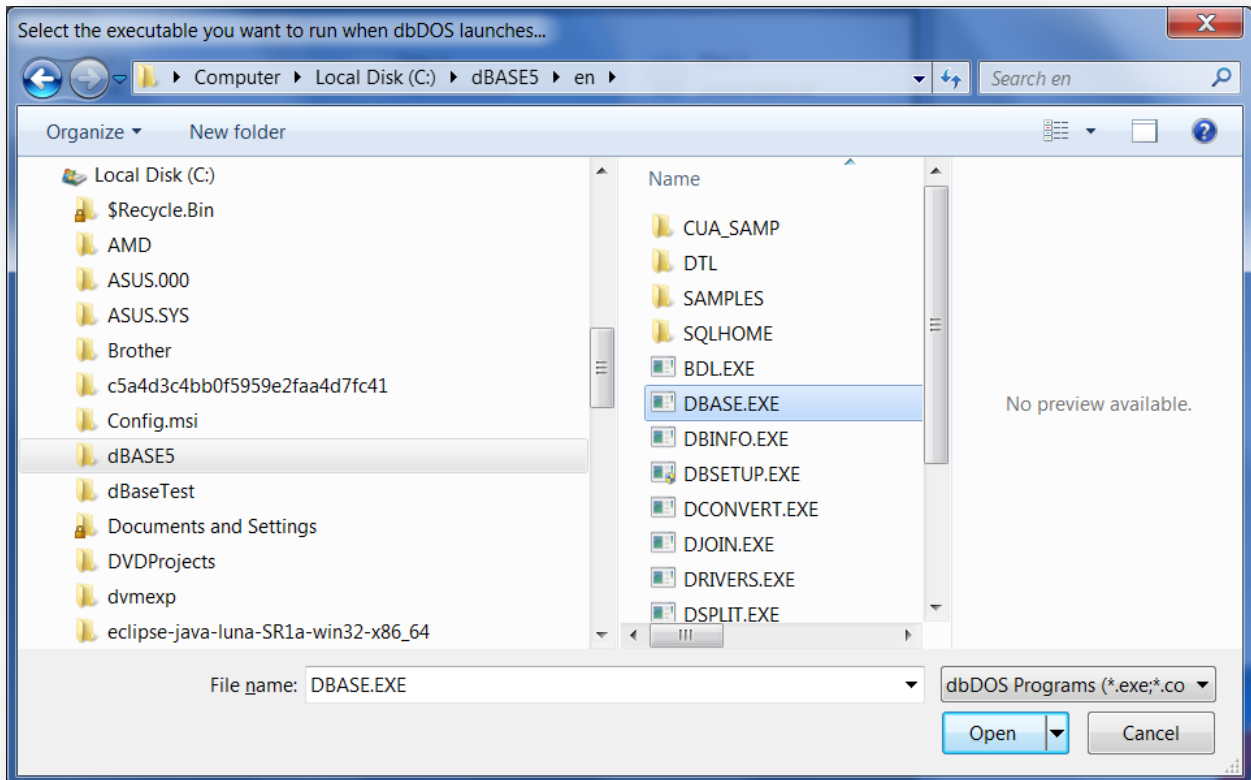 Select the executable you want to run when dbDOS launches...
Computer Local Disk (C:) dBASE5 en
Search en
Organize New folder
Local Disk (C:)
$Recycle.Bin
AMD
ASUS.000
ASUS.SYS
Brother
c5a4d3c4bb0f5959e2faa4d7fc41
Config.msi
dBASE5
dBaseTest
Documents and Settings
DVDProjects
dvmexp
eclipse-java-luna-SR1a-win32-x86_64
Name
CUA_SAMP
DTL
SAMPLES
SQLHOME
BDL.EXE
DBASE.EXE
DBINFO.EXE
DBSETUP.EXE
DCONVERT.EXE
DJOIN.EXE
DRIVERS.EXE
DSPLIT.EXE
No preview available.
File name: DBASE.EXE
dbDOS Programs (*.exe;*.co
Open
Cancel